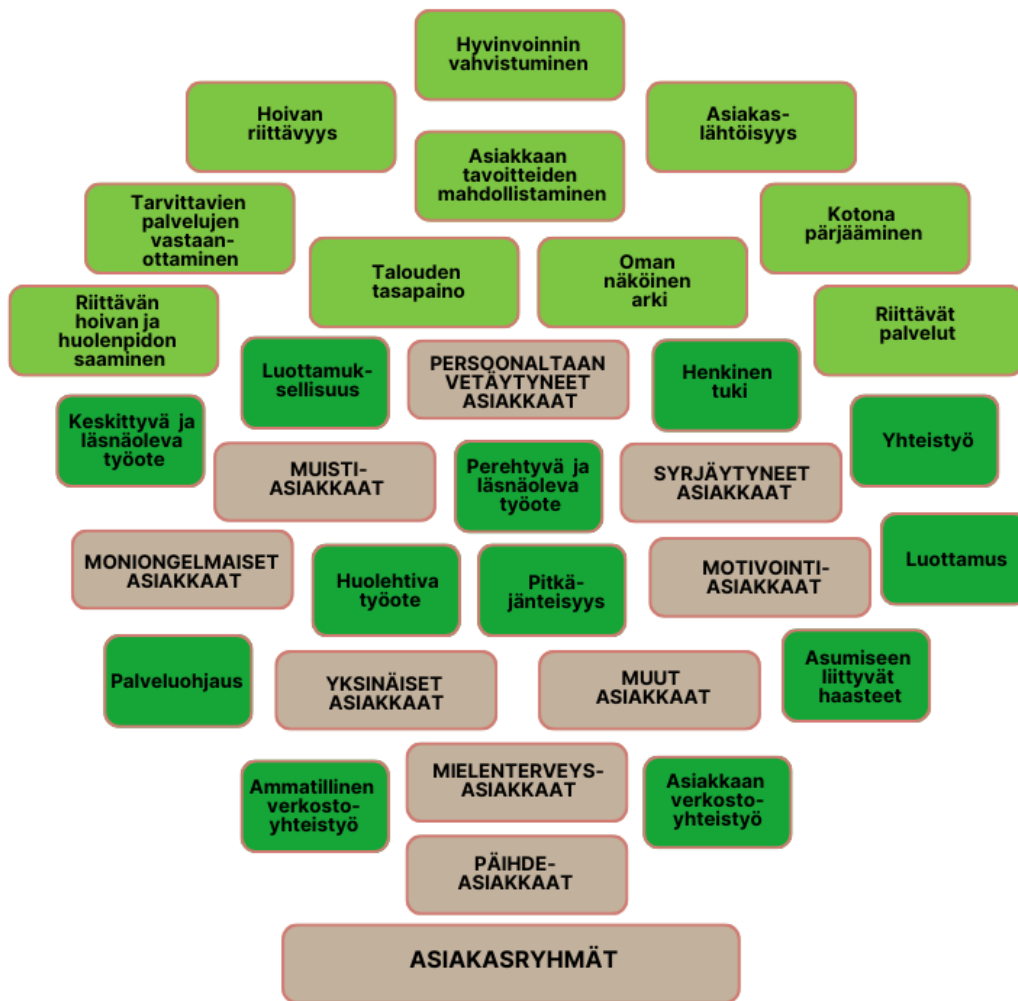 Hyvinvoinnin
vahvistuminen
Hoivan
riittävyys
Asiakas-
lähtöisyys
Asiakkaan
tavoitteiden
mahdollistaminen
Tarvittavien
palvelujen
vastaan-
ottaminen
Kotona
pärjääminen
Talouden
tasapaino
Oman
näköinen
arki
Riittävän
hoivan ja
huolenpidon
saaminen
Riittävät
palvelut
Luottamuk-
sellisuus
PERSOONALTAAN
VETÄYTYNEET
ASIAKKAAT
Henkinen
tuki
Keskittyvä ja
läsnäoleva
työote
Yhteistyö
MUISTI-
ASIAKKAAT
Perehtyvä ja
läsnäoleva
työote
SYRJÄYTYNEET
ASIAKKAAT
MONIONGELMAISET
ASIAKKAAT
Huolehtiva
työote
Pitkä-
jänteisyys
MOTIVOINTI-
ASIAKKAAT
Luottamus
Palveluohjaus
YKSINÄISET
ASIAKKAAT
MUUT
ASIAKKAAT
Asumiseen
liittyvät
haasteet
Ammatillinen
verkosto-
yhteistyö
MIELENTERVEYS-
ASIAKKAAT
Asiakkaan
verkosto-
yhteistyö
PÄIHDE-
ASIAKKAAT
ASIAKASRYHMÄT